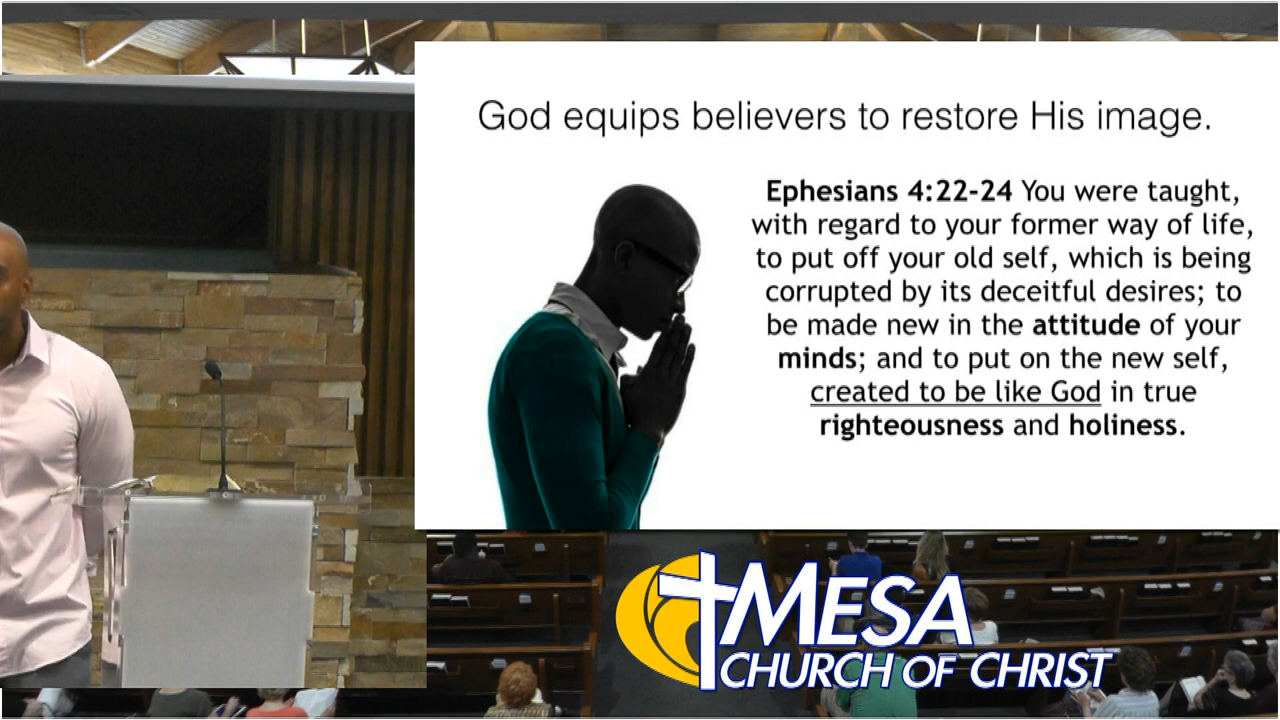 God equips believers to restore His image.
Ephesians 4:22-24 You were taught,
with regard to your former way of life,
to put off your old self, which is being
corrupted by its deceitful desires; to
be made new in the attitude of your
minds; and to put on the new self,
created to be like God in true
righteousness and holiness.
MESA
CHURCH OF CHRIST